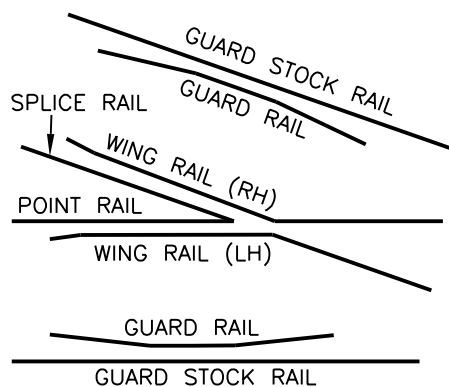 GUARD STOCK RAIL
GUARD RAIL
SPLICE RAIL
WING RAIL (RH)
POINT RAIL
WING RAIL (LH)
GUARD RAIL
GUARD STOCK RAIL